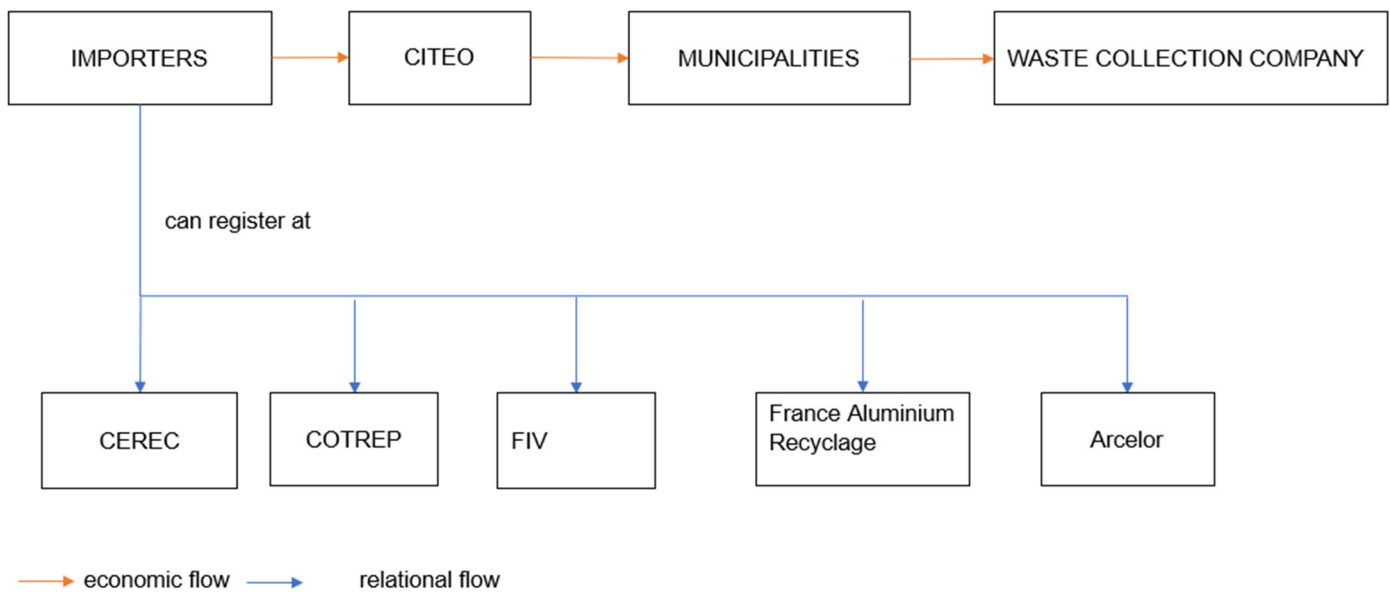 IMPORTERS
CITEO
MUNICIPALITIES
WASTE COLLECTION COMPANY
can register at
CEREC
COTREP
FIV
France Aluminium
Recyclage
Arcelor
economic flow
relational flow